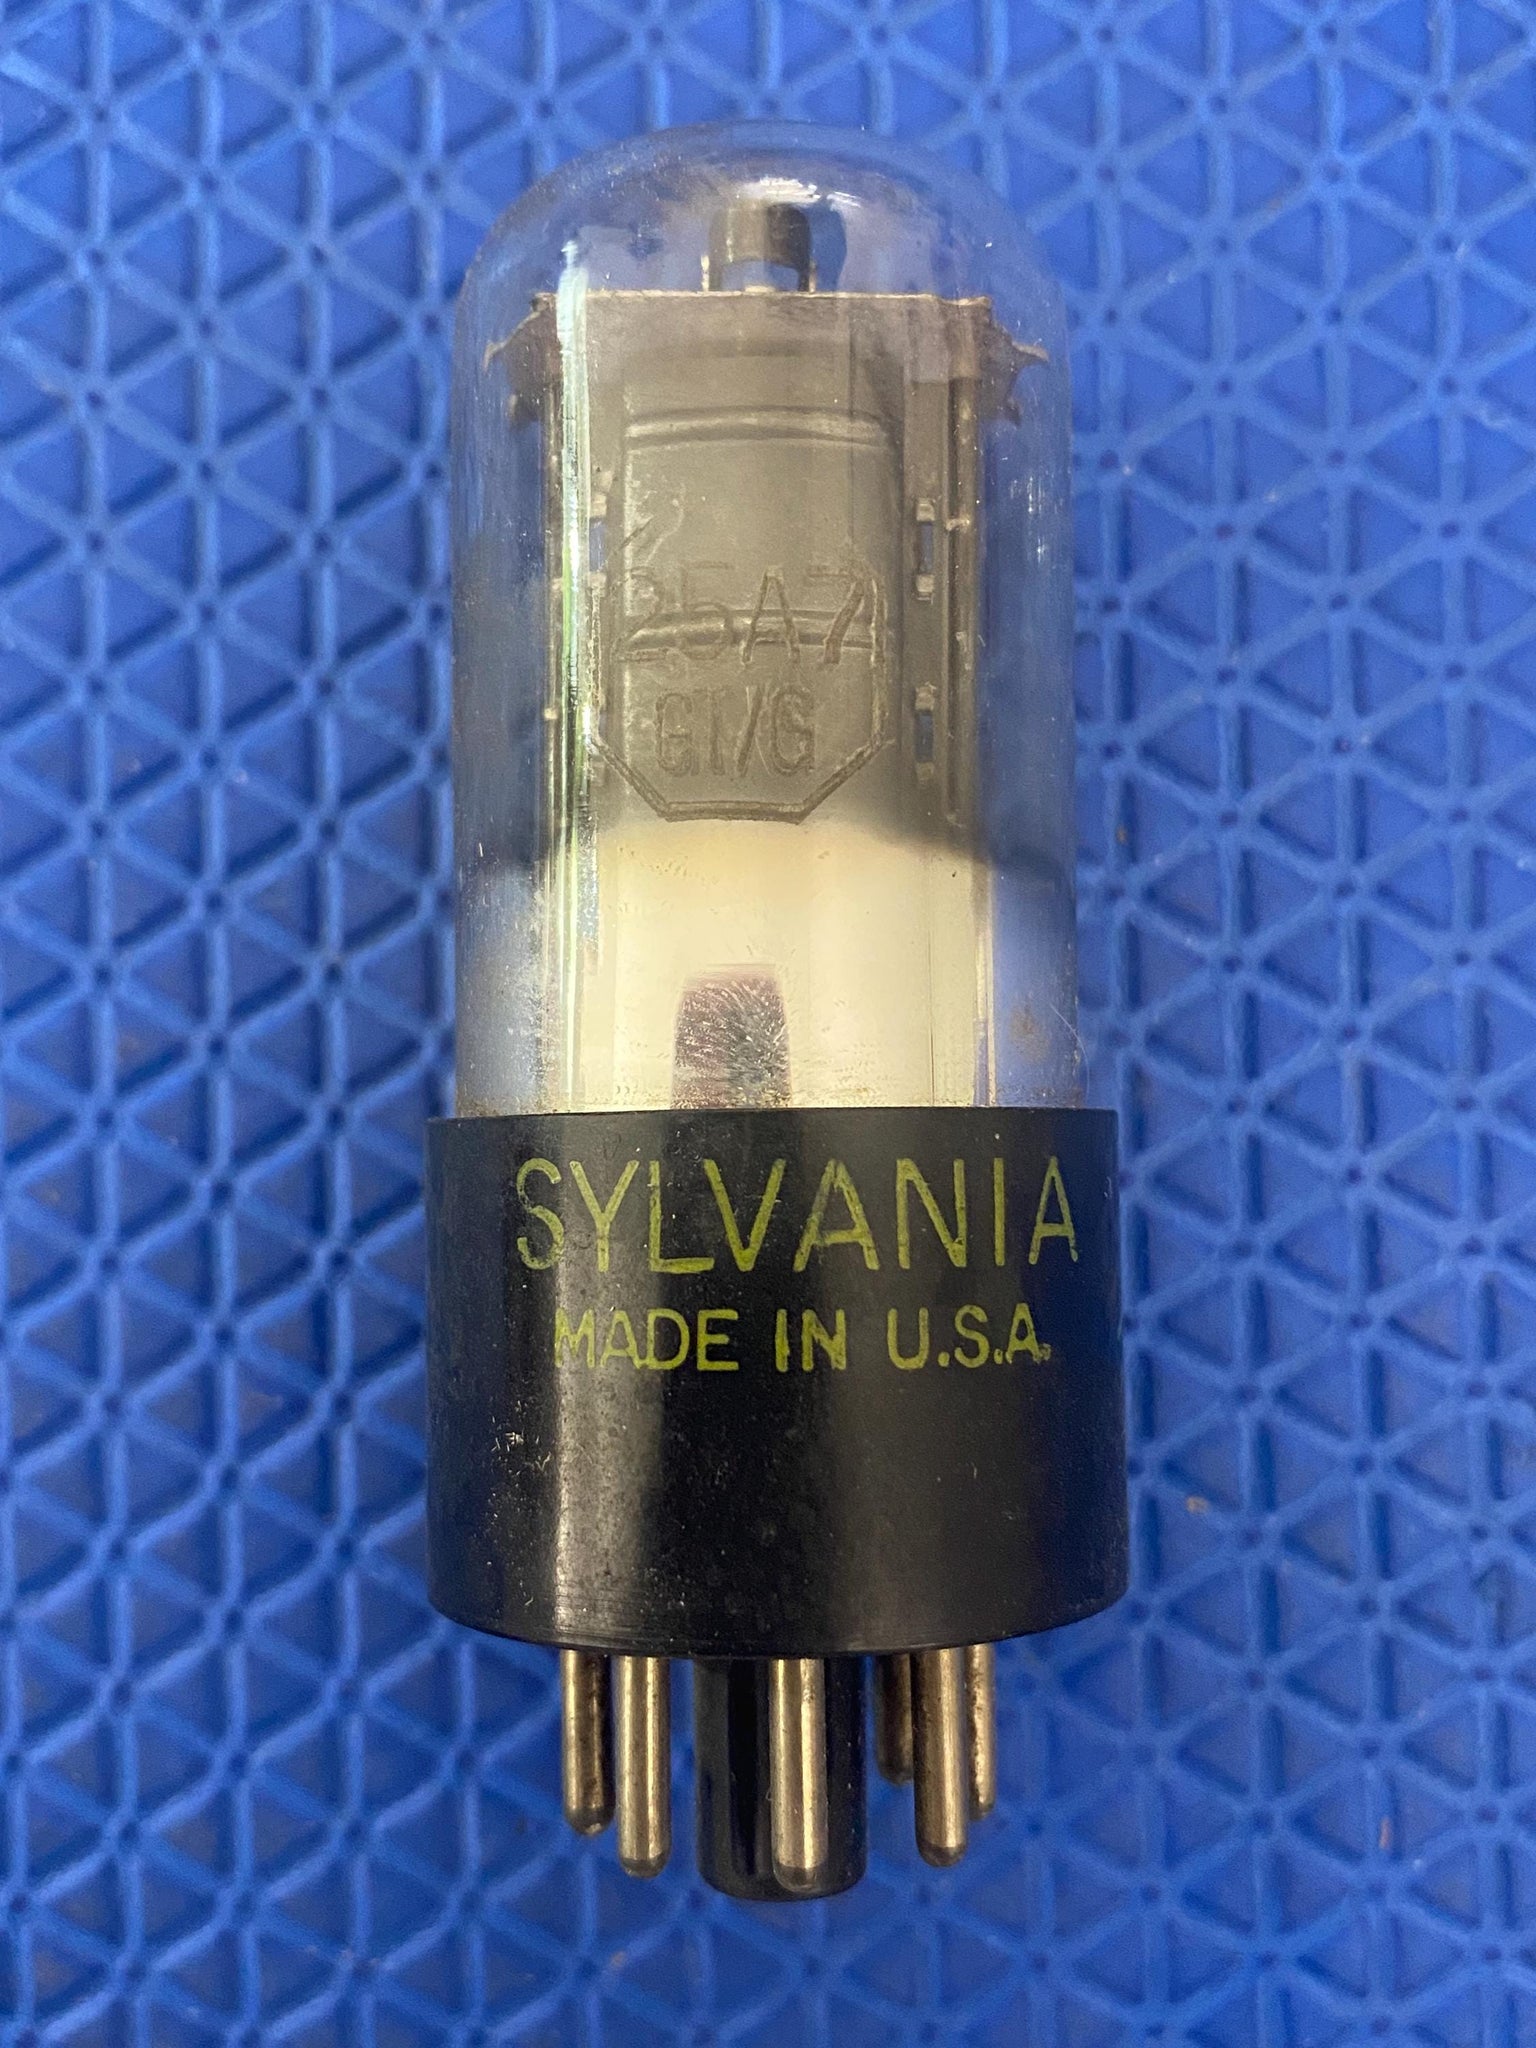 25A7
GT/G
SYLVANIA
MADE IN U.S.A.